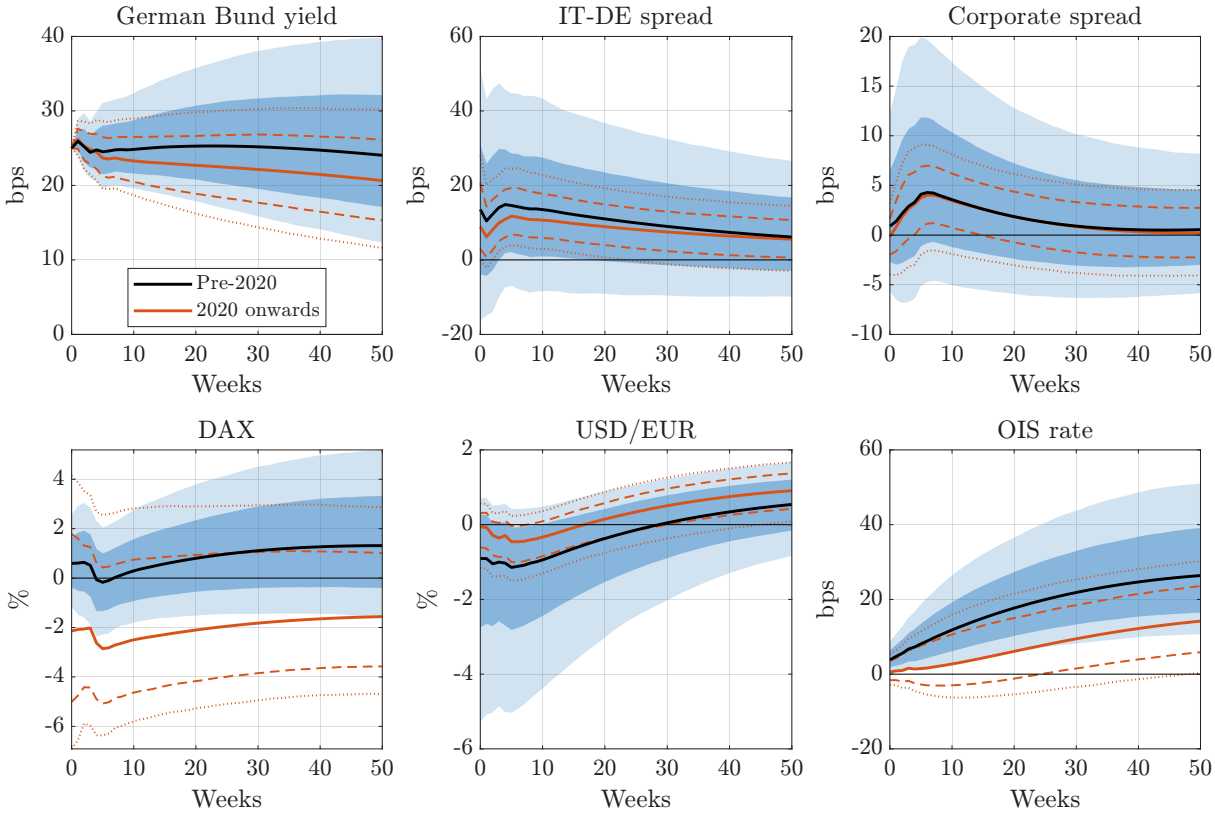 German Bund yield
40
30
20
10
0
bps
0 10 20 30 40 50
Weeks
Pre-2020
2020 onwards
IT-DE spread
60
40
20
0
-20
bps
0 10 20 30 40 50
Weeks
Corporate spread
20
15
10
5
0
-5
-10
bps
0 10 20 30 40 50
Weeks
DAX
4
2
0
-2
-4
-6
%
0 10 20 30 40 50
Weeks
USD/EUR
2
0
-2
-4
-6
%
0 10 20 30 40 50
Weeks
OIS rate
60
40
20
0
-20
bps
0 10 20 30 40 50
Weeks